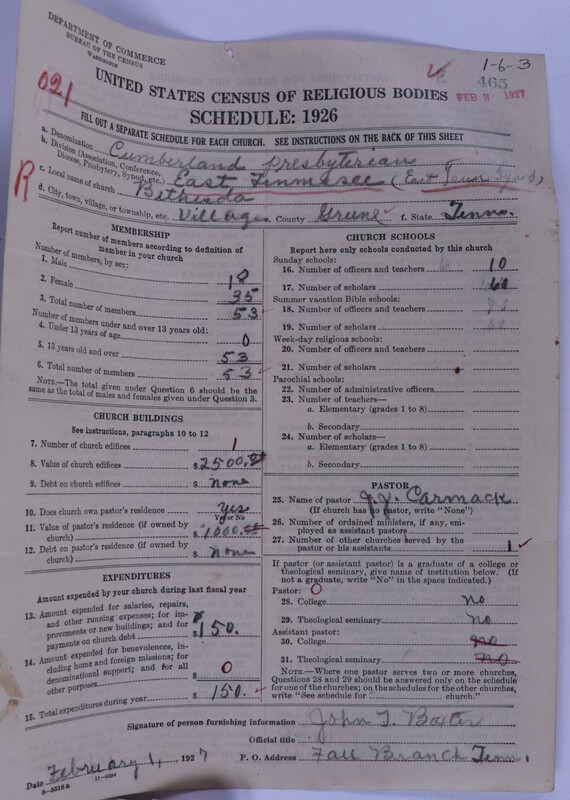 DEPARTMENT OF COMMERCE
BUREAU OF THE CENSUS
WASHINGTON
1-6-3
465
FEB 3 1927
021
UNITED STATES CENSUS OF RELIGIOUS BODIES
SCHEDULE: 1926
FILL OUT A SEPARATE SCHEDULE FOR EACH CHURCH. SEE INSTRUCTIONS ON THE BACK OF THIS SHEET
a. Denomination Cumberland Presbyterian
b. Division (Association, Conference, Diocese, Presbytery, Synod, etc.) East Tennessee (East Tenn Synod)
R
c. Local name of church Bethesda
d. City, town, village, or township, etc. Village e. County Greene f. State Tenn.
MEMBERSHIP
Report number of members according to definition of member in your church
Number of members, by sex:
1. Male 18
2. Female 35
3. Total number of members 53
Number of members under and over 13 years old:
4. Under 13 years of age 0
5. 13 years old and over 53
6. Total number of members 53
NOTE.—The total given under Question 6 should be the same as the total of males and females given under Question 3.
CHURCH BUILDINGS
See instructions, paragraphs 10 to 12
7. Number of church edifices 1
8. Value of church edifices $2500.00
9. Debt on church edifices $ none
10. Does church own pastor's residence yes
Yes or No
11. Value of pastor's residence (if owned by church) $1000.00
12. Debt on pastor's residence (if owned by church) $ none
EXPENDITURES
Amount expended by your church during last fiscal year
13. Amount expended for salaries, repairs, and other running expenses; for improvements or new buildings; and for payments on church debt $150.
14. Amount expended for benevolences, including home and foreign missions; for denominational support; and for all other purposes $ 0
15. Total expenditures during year $ 150.
CHURCH SCHOOLS
Report here only schools conducted by this church
Sunday schools:
16. Number of officers and teachers 10
17. Number of scholars 60
Summer vacation Bible schools:
18. Number of officers and teachers
19. Number of scholars
Week-day religious schools:
20. Number of officers and teachers
21. Number of scholars
Parochial schools:
22. Number of administrative officers
23. Number of teachers—
a. Elementary (grades 1 to 8)
b. Secondary
24. Number of scholars—
a. Elementary (grades 1 to 8)
b. Secondary
PASTOR
25. Name of pastor J.J. Carmack
(If church has no pastor, write "None")
26. Number of ordained ministers, if any, employed as assistant pastors
27. Number of other churches served by the pastor or his assistants 1
If pastor (or assistant pastor) is a graduate of a college or theological seminary, give name of institution below. (If not a graduate, write "No" in the space indicated.)
Pastor: 0
28. College no
29. Theological seminary no
Assistant pastor:
30. College no
31. Theological seminary no
NOTE.—Where one pastor serves two or more churches, Questions 28 and 29 should be answered only on the schedule for one of the churches; on the schedules for the other churches, write "See schedule for church."
Signature of person furnishing information John T. Baxter
Official title
Date February 1, 1927 P. O. Address Fall Branch Tenn.
8-5518a 11-9264